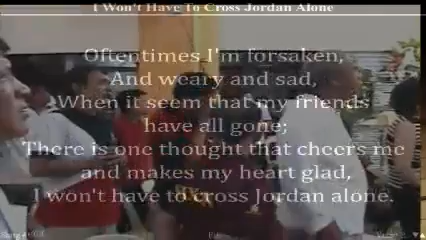 I Won't Have To Cross Jordan Alone
Oftentimes I'm forsaken,
And weary and sad,
When it seem that my friends
have all gone;
There is one thought that cheers me
and makes my heart glad,
I won't have to cross Jordan alone.